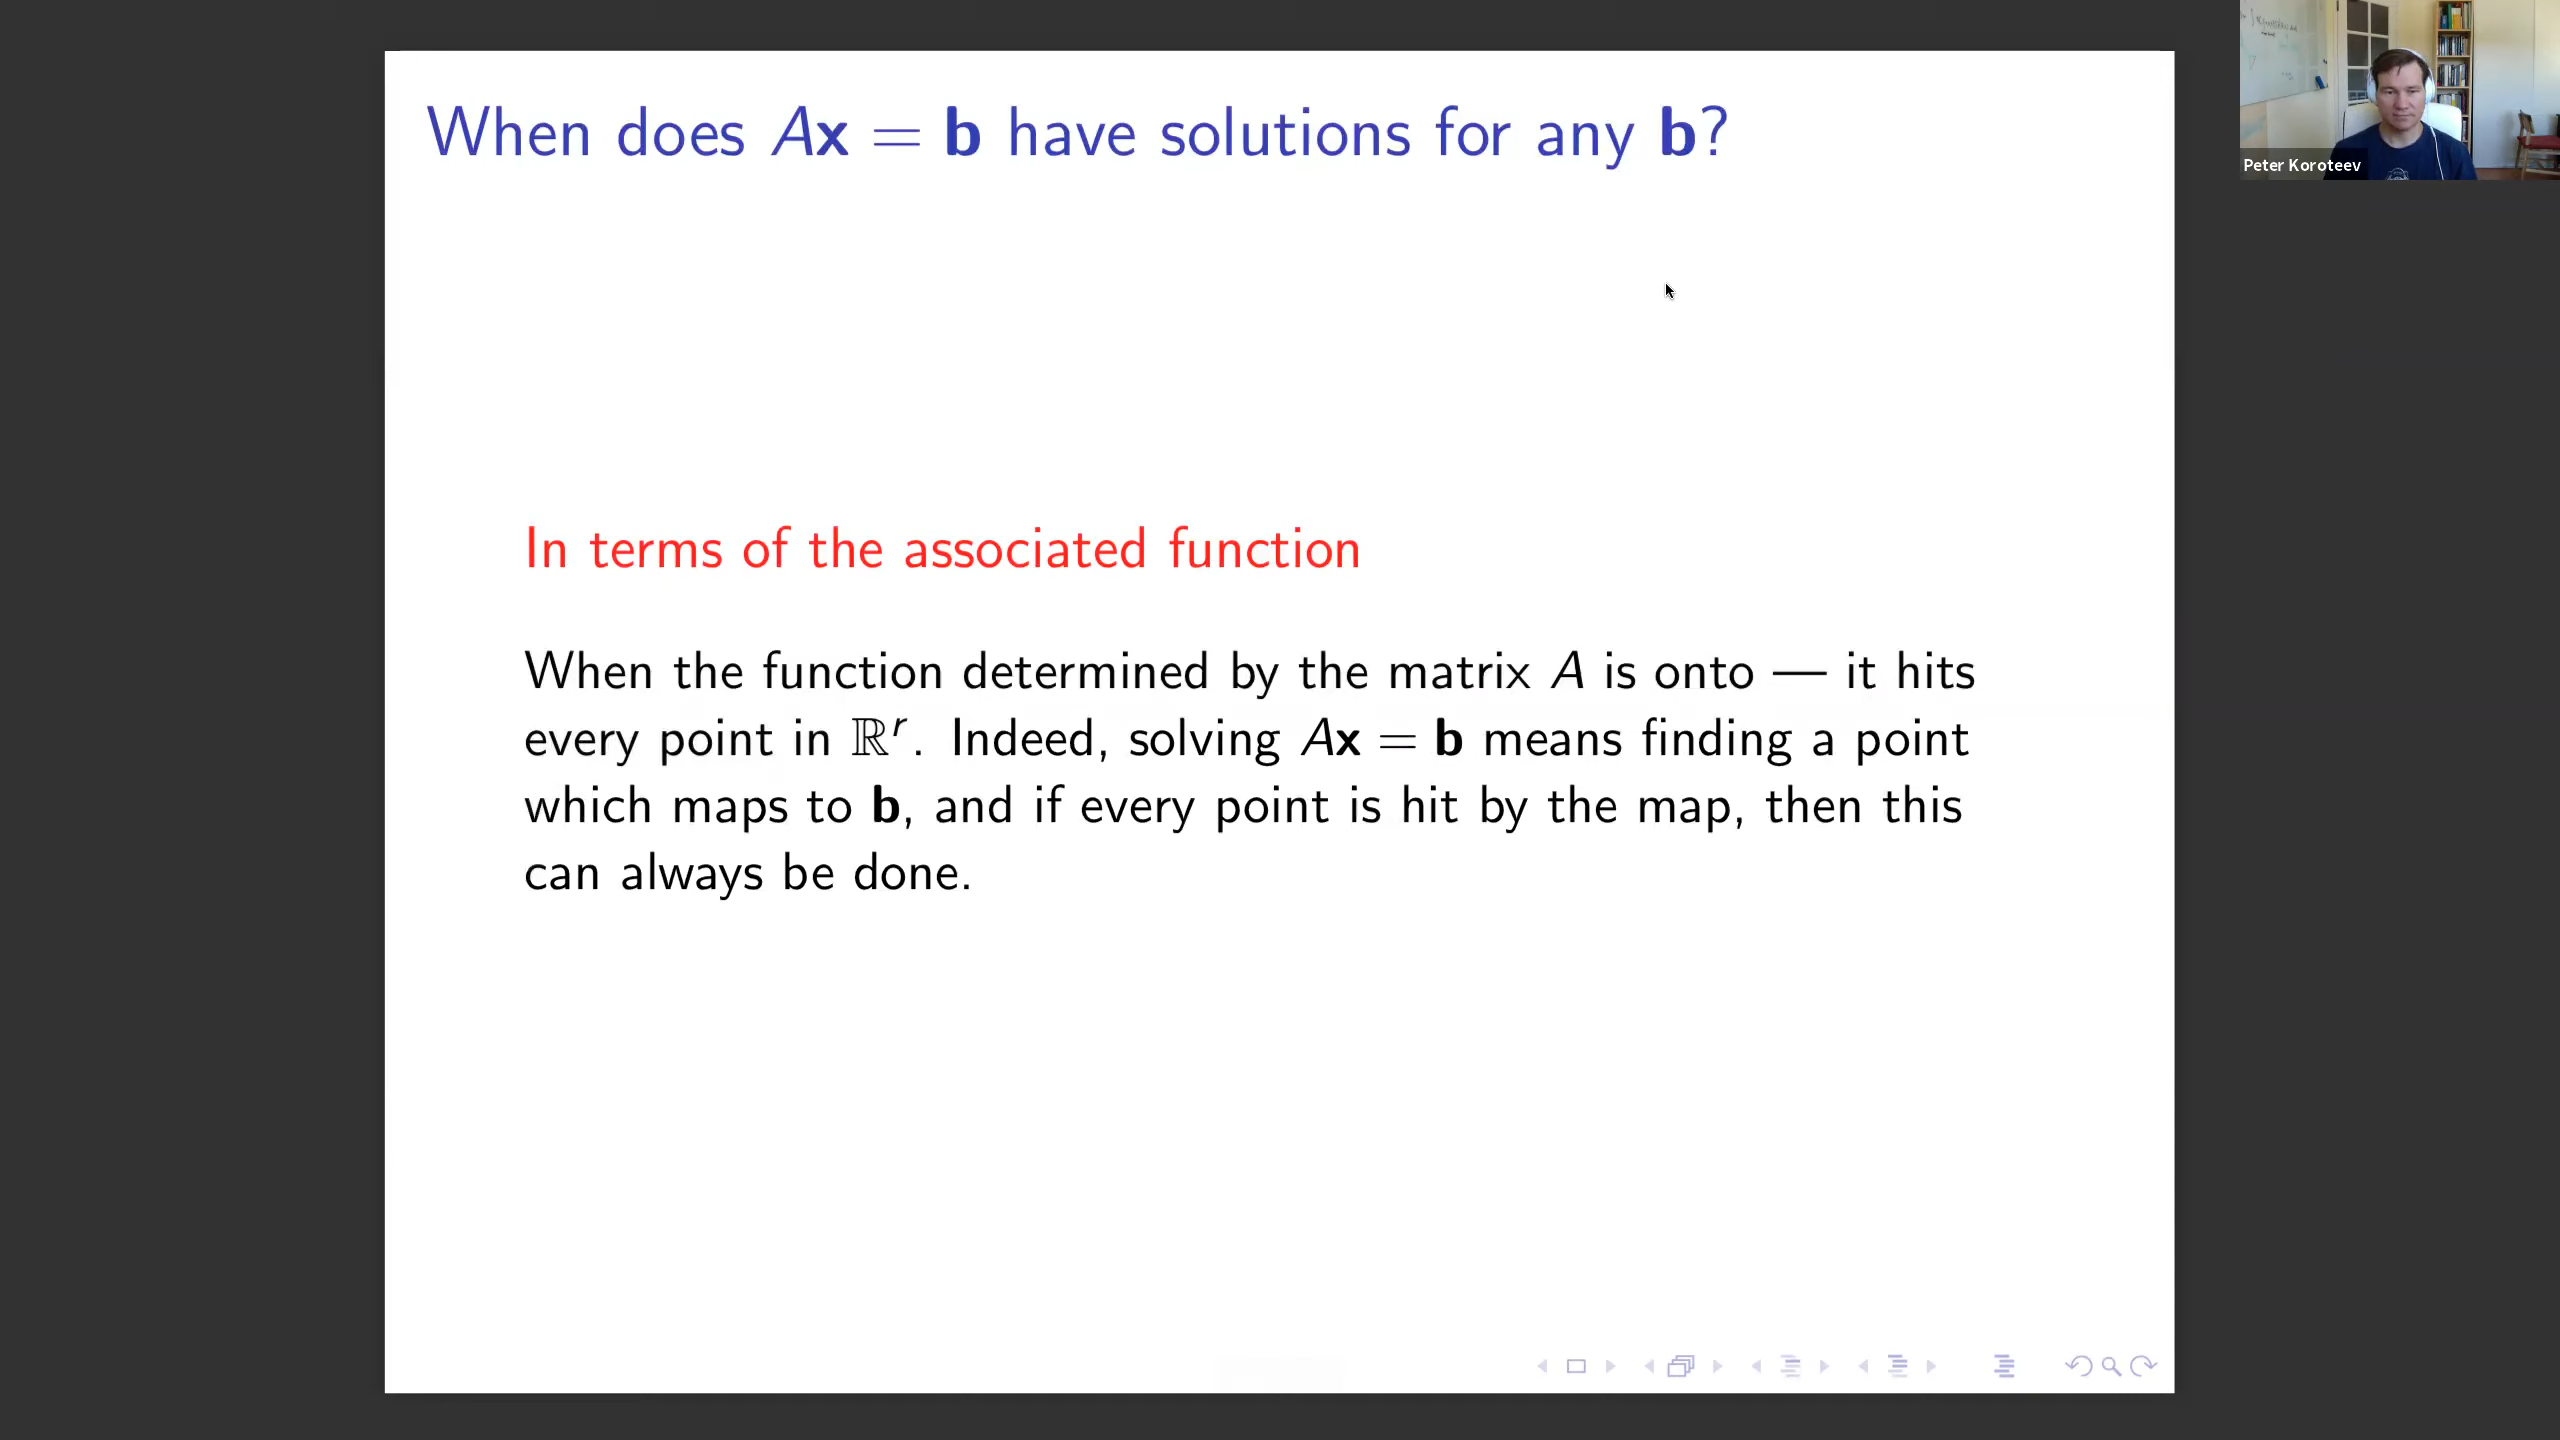 When does Ax = b have solutions for any b?
Peter Koroteev
In terms of the associated function
When the function determined by the matrix A is onto — it hits
every point in ℝʳ. Indeed, solving Ax = b means finding a point
which maps to b, and if every point is hit by the map, then this
can always be done.